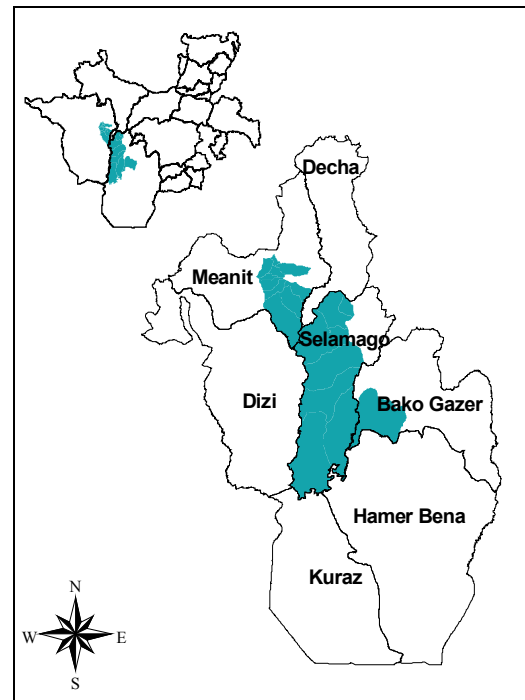 Decha
Meanit
Selamago
Dizi
Bako Gazer
Hamer Bena
Kuraz
N
W E
S